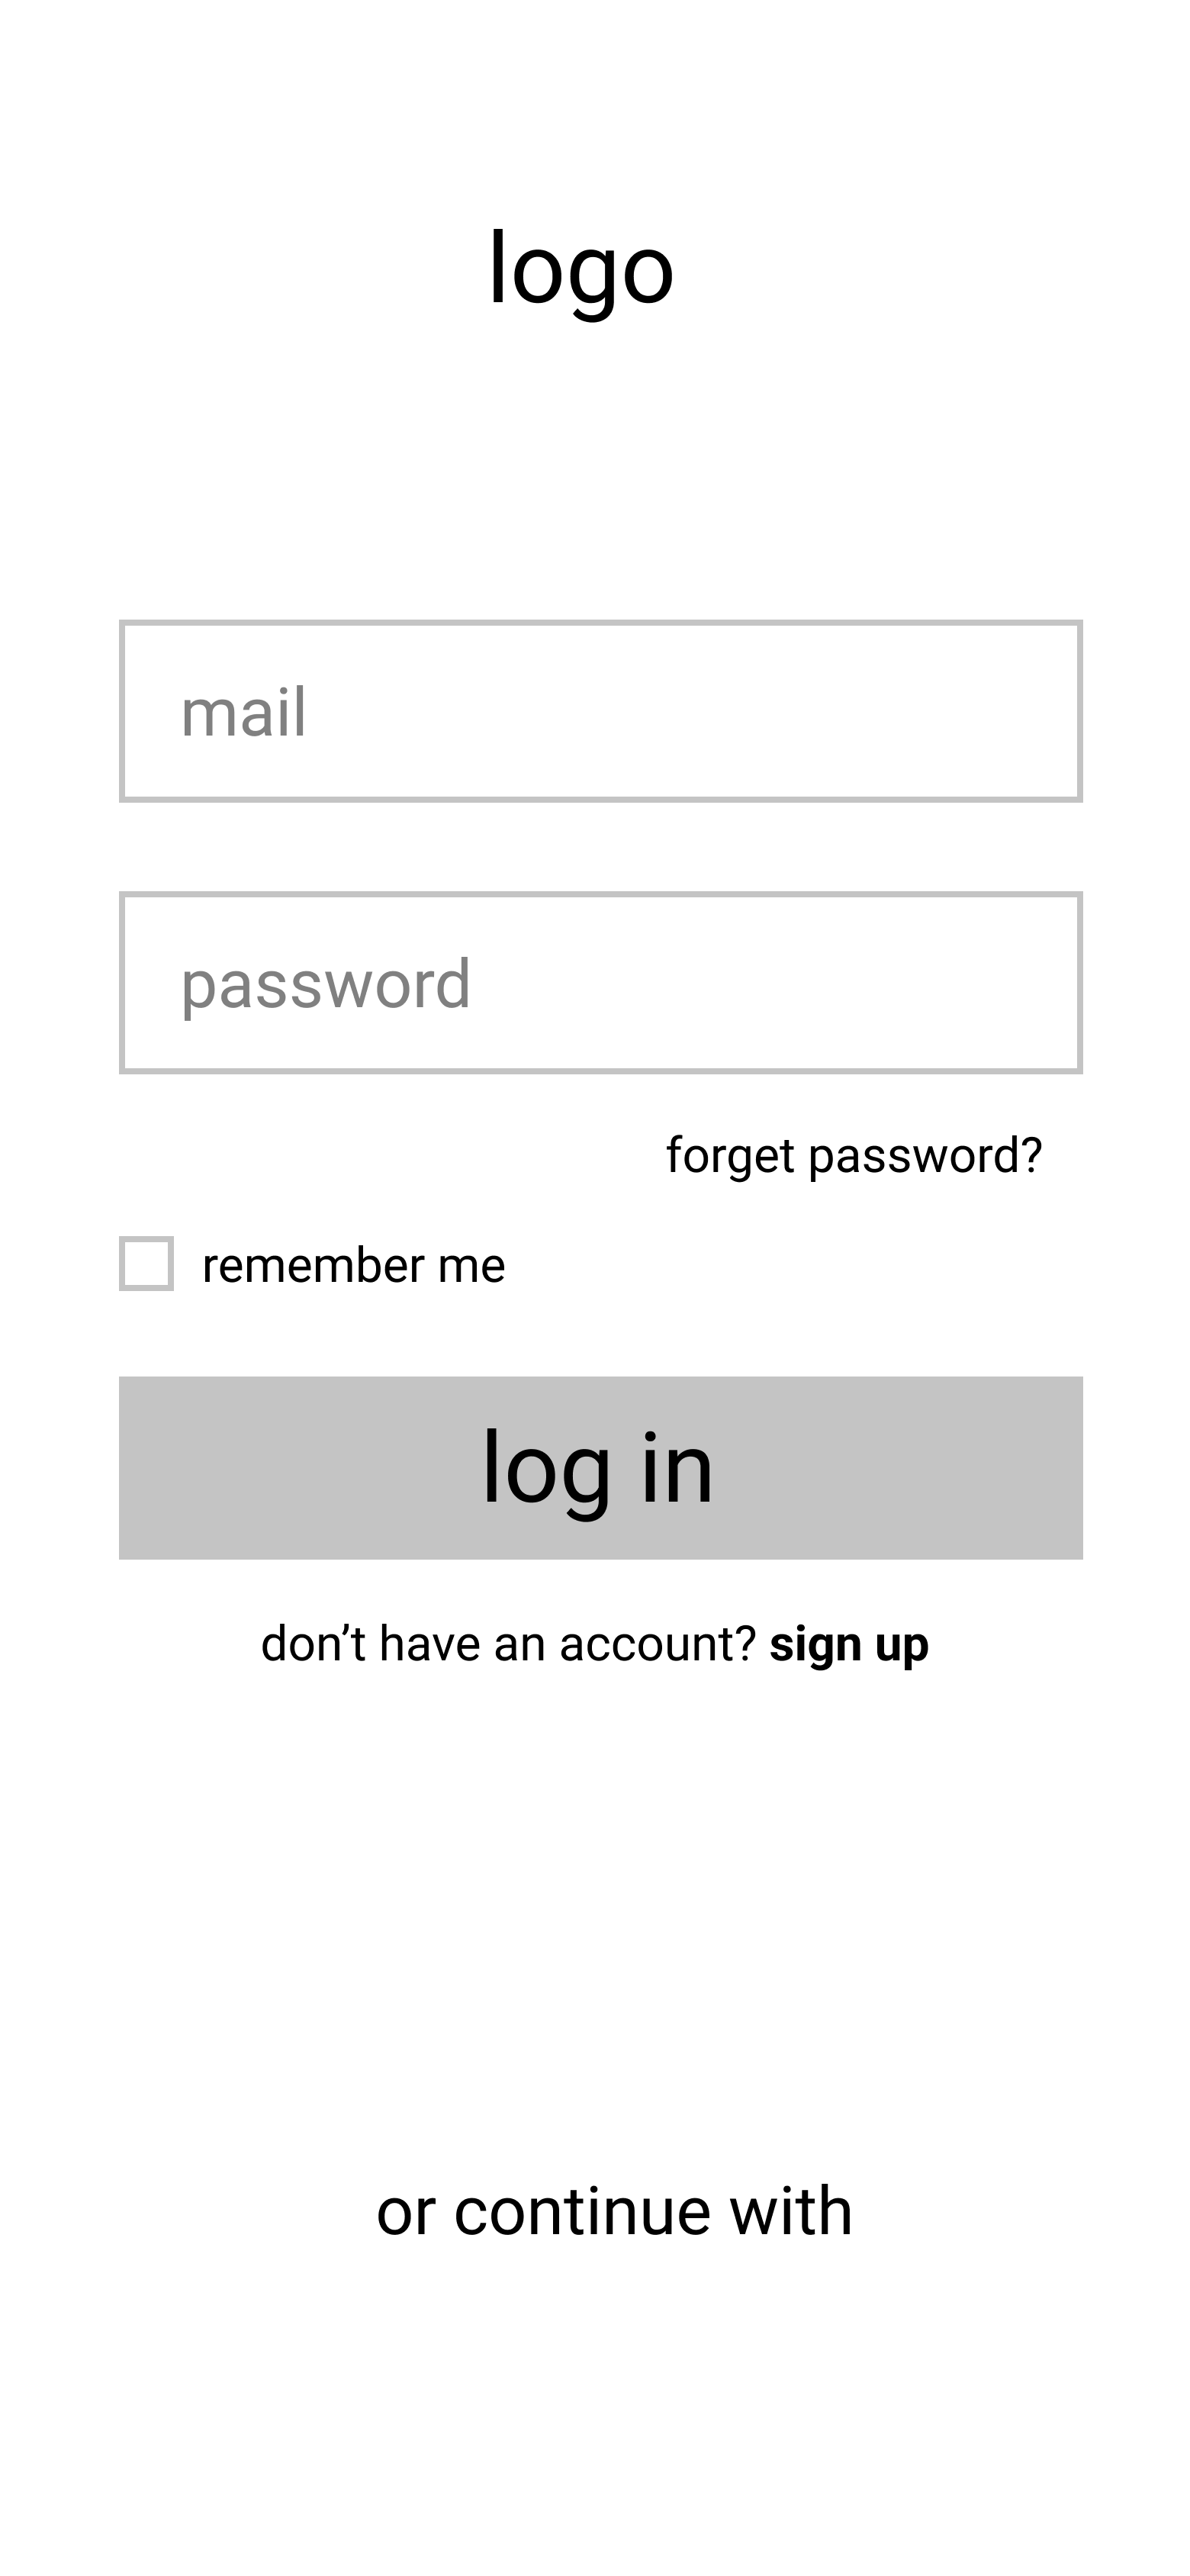 logo
mail
password
forget password?
remember me
log in
don’t have an account? sign up
or continue with